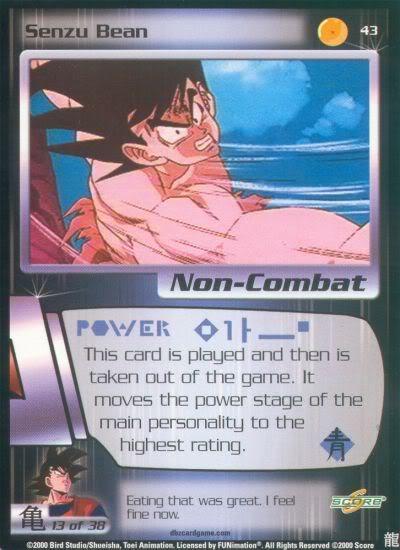 Senzu Bean
43
Non-Combat
POWER
This card is played and then is
taken out of the game. It
moves the power stage of the
main personality to the
highest rating.
青
亀 13 of 38
Eating that was great. I feel
fine now.
SCORE
dbzcardgame.com
©2000 Bird Studio/Shueisha, Toei Animation. Licensed by FUNimation®. All Rights Reserved ©2000 Score
龍